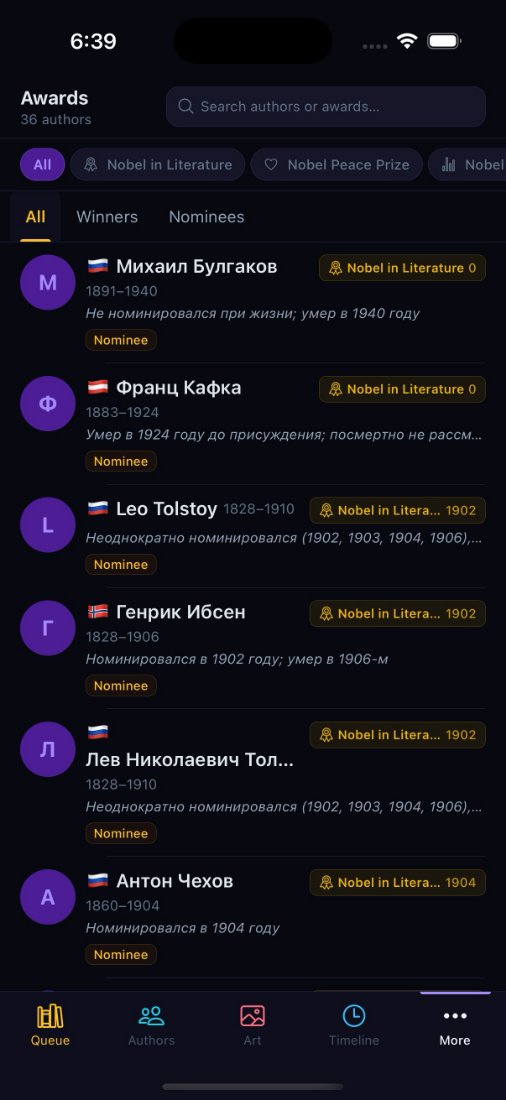 6:39
Awards
36 authors
Search authors or awards...
All
Nobel in Literature
Nobel Peace Prize
Nobel
All
Winners
Nominees
М
Михаил Булгаков
Nobel in Literature 0
1891–1940
Не номинировался при жизни; умер в 1940 году
Nominee
Ф
Франц Кафка
Nobel in Literature 0
1883–1924
Умер в 1924 году до присуждения; посмертно не рассм...
Nominee
L
Leo Tolstoy 1828–1910
Nobel in Litera... 1902
Неоднократно номинировался (1902, 1903, 1904, 1906),...
Nominee
Г
Генрик Ибсен
Nobel in Litera... 1902
1828–1906
Номинировался в 1902 году; умер в 1906-м
Nominee
Л
Nobel in Litera... 1902
Лев Николаевич Тол...
1828–1910
Неоднократно номинировался (1902, 1903, 1904, 1906),...
Nominee
А
Антон Чехов
Nobel in Litera... 1904
1860–1904
Номинировался в 1904 году
Nominee
Queue
Authors
Art
Timeline
More